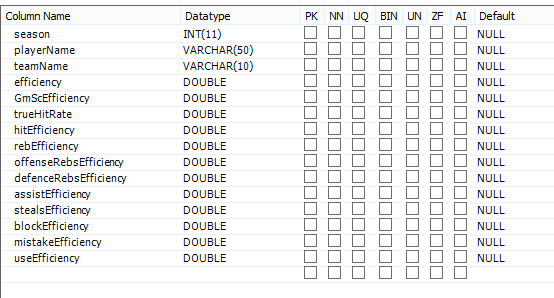 Column Name Datatype PK NN UQ BIN UN ZF AI Default
season INT(11) NULL
playerName VARCHAR(50) NULL
teamName VARCHAR(10) NULL
efficiency DOUBLE NULL
GmScEfficiency DOUBLE NULL
trueHitRate DOUBLE NULL
hitEfficiency DOUBLE NULL
rebEfficiency DOUBLE NULL
offenseRebsEfficiency DOUBLE NULL
defenceRebsEfficiency DOUBLE NULL
assistEfficiency DOUBLE NULL
stealsEfficiency DOUBLE NULL
blockEfficiency DOUBLE NULL
mistakeEfficiency DOUBLE NULL
useEfficiency DOUBLE NULL